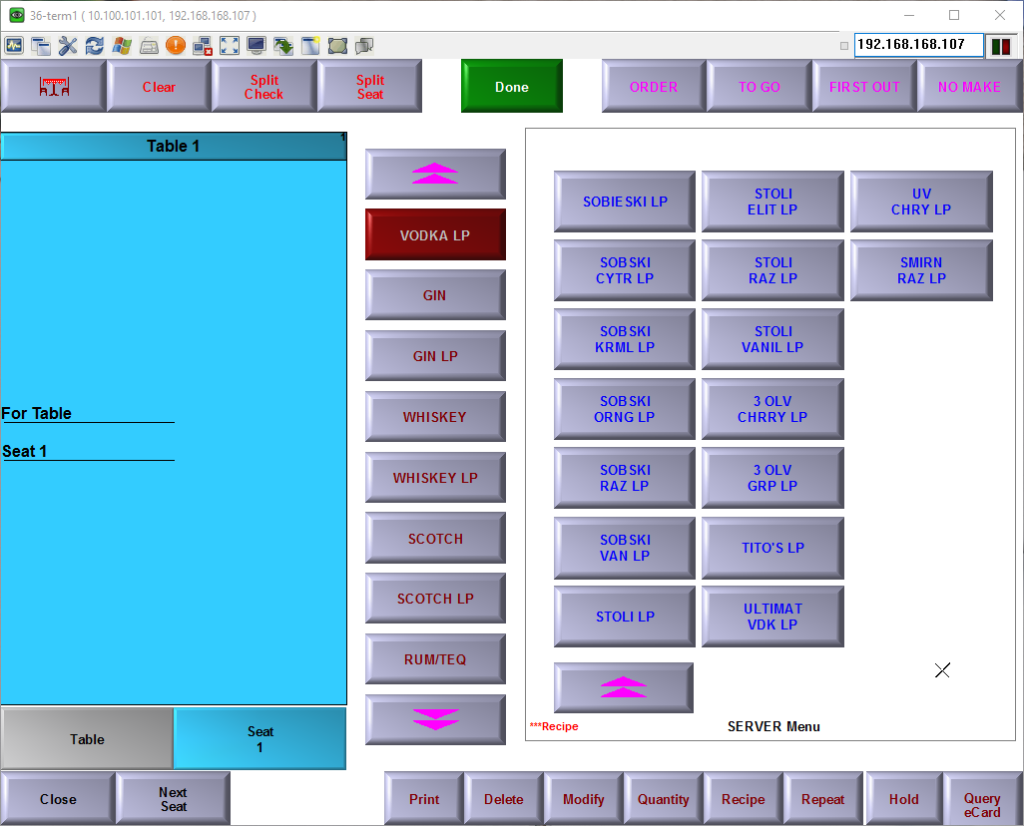 36-term1 ( 10.100.101.101, 192.168.168.107 )
192.168.168.107
Clear
Split
Check
Split
Seat
Done
ORDER
TO GO
FIRST OUT
NO MAKE
Table 1
1
For Table
Seat 1
Table
Seat
1
VODKA LP
GIN
GIN LP
WHISKEY
WHISKEY LP
SCOTCH
SCOTCH LP
RUM/TEQ
SOBIESKI LP
STOLI
ELIT LP
UV
CHRY LP
SOBSKI
CYTR LP
STOLI
RAZ LP
SMIRN
RAZ LP
SOBSKI
KRML LP
STOLI
VANIL LP
SOBSKI
ORNG LP
3 OLV
CHRRY LP
SOBSKI
RAZ LP
3 OLV
GRP LP
SOBSKI
VAN LP
TITO'S LP
STOLI LP
ULTIMAT
VDK LP
***Recipe
SERVER Menu
Close
Next
Seat
Print
Delete
Modify
Quantity
Recipe
Repeat
Hold
Query
eCard